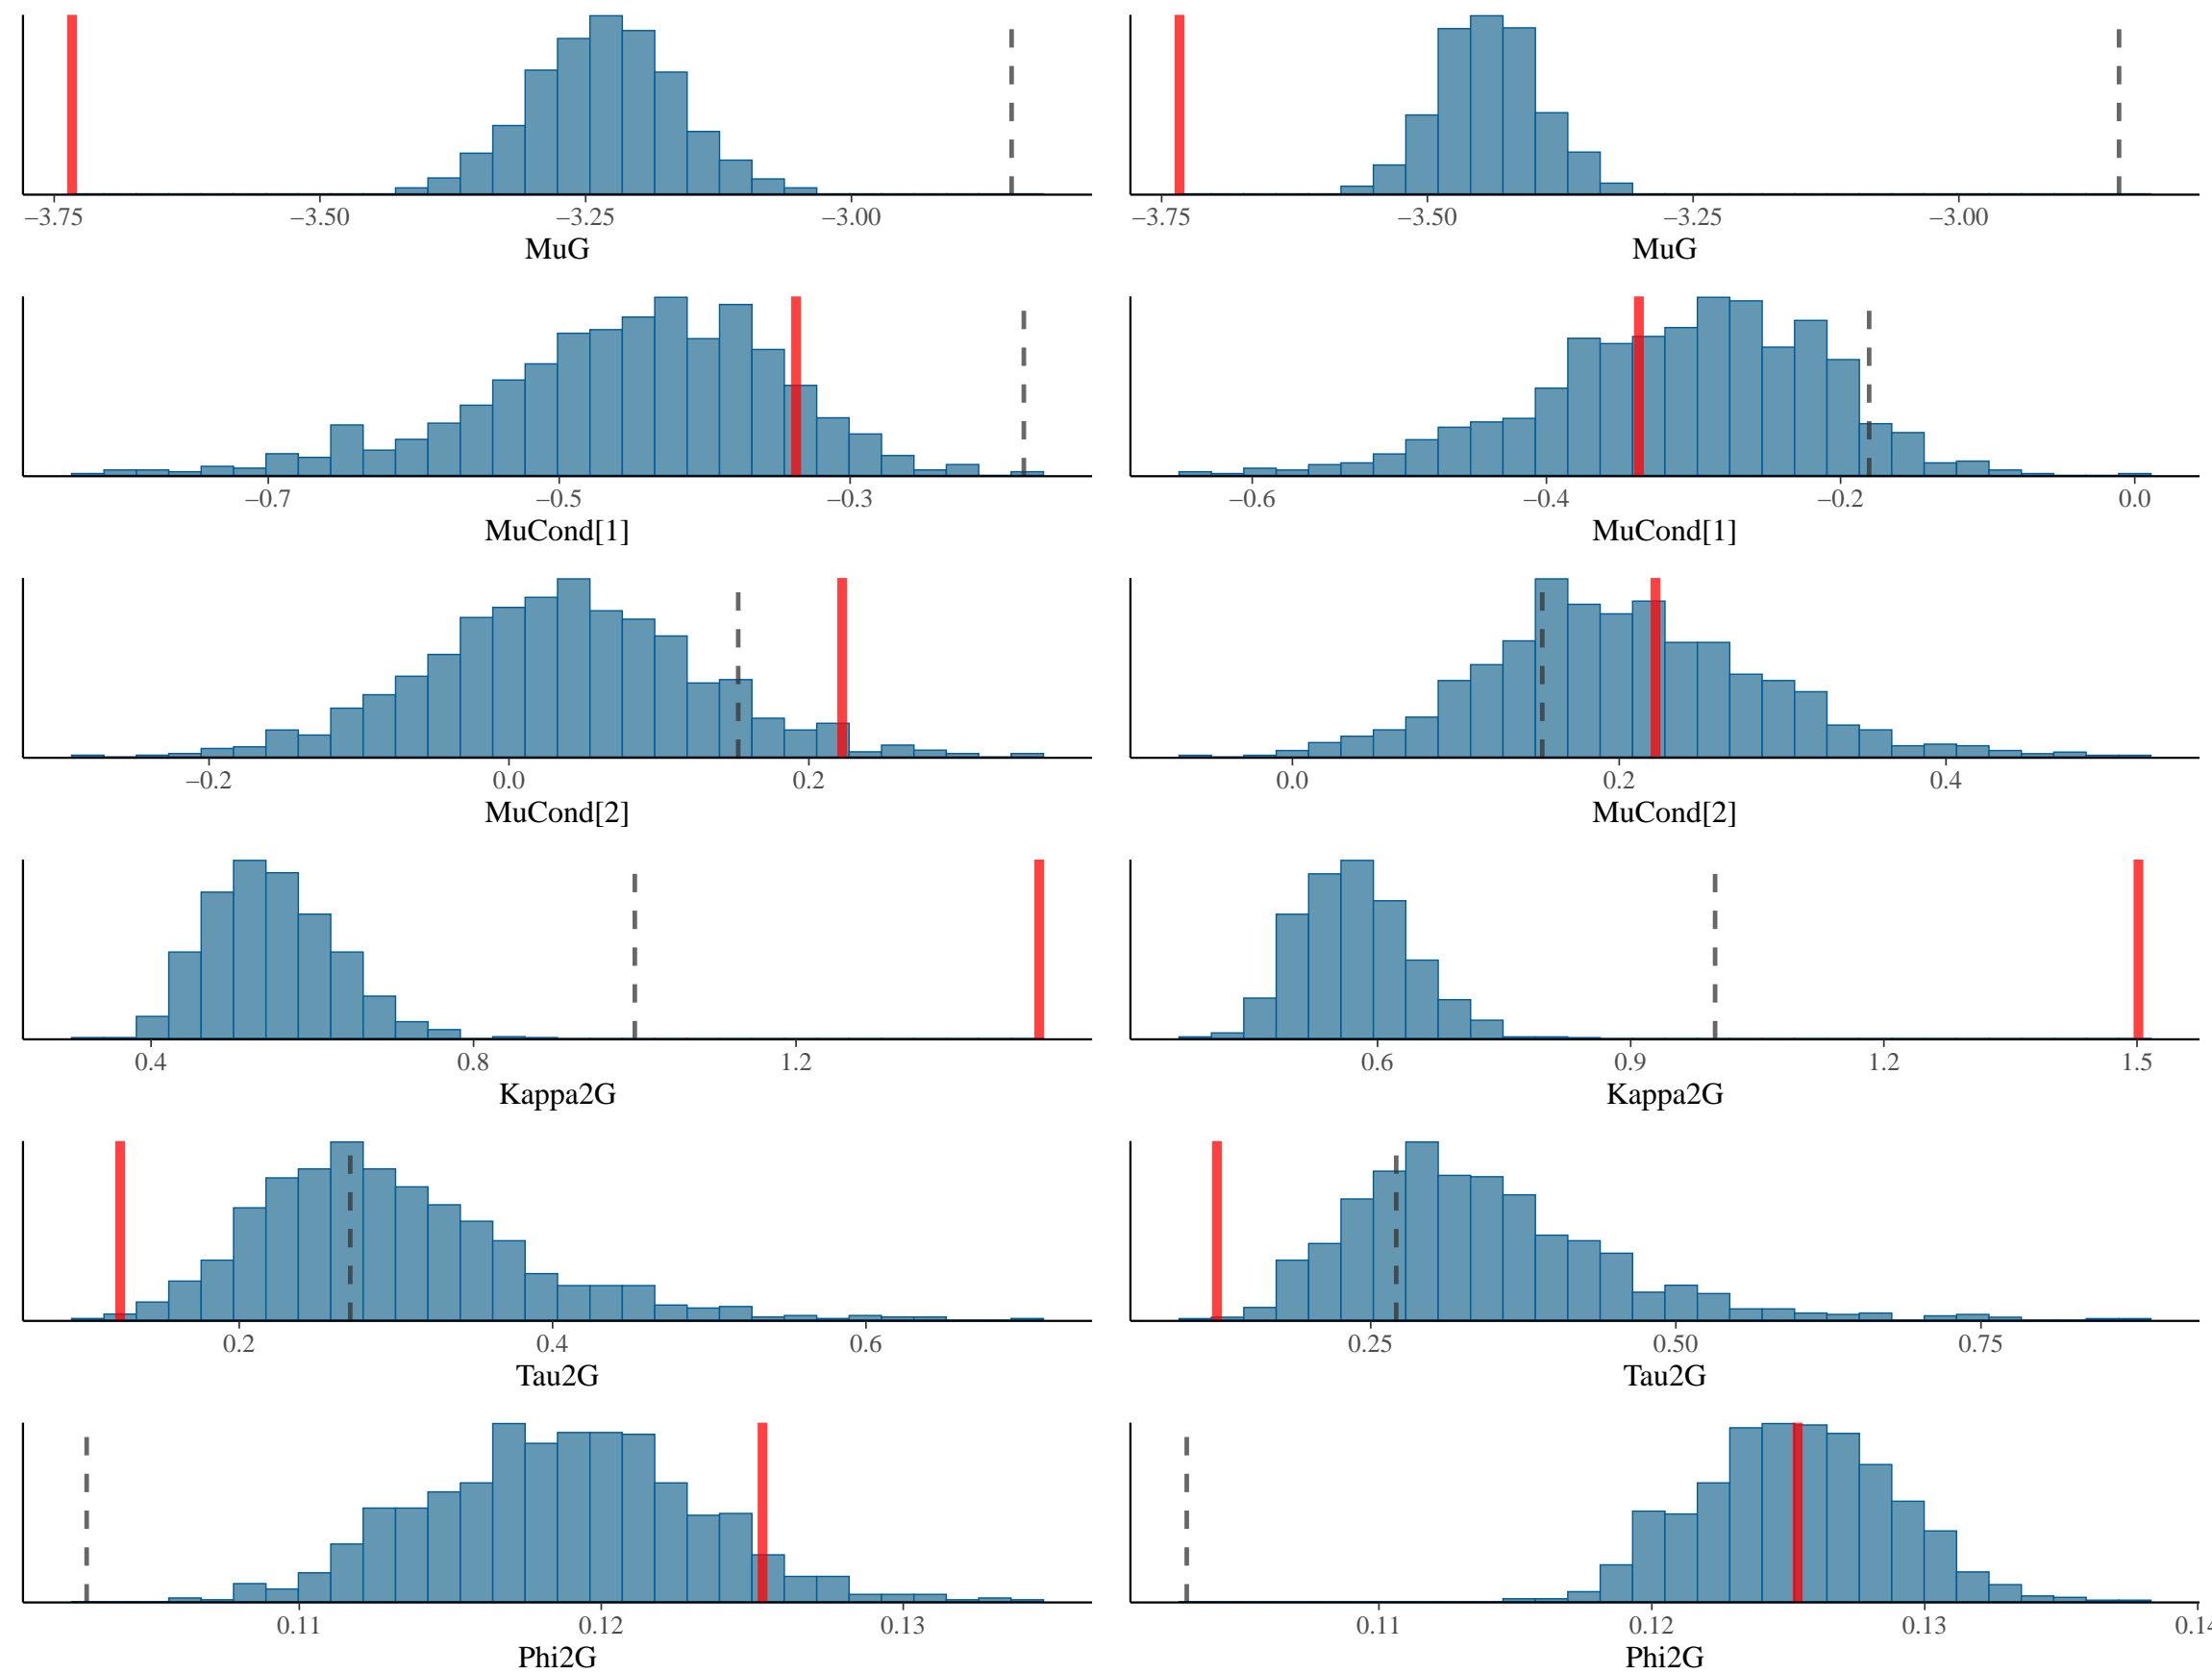 −3.75 −3.50 −3.25 −3.00
MuG
−3.75 −3.50 −3.25 −3.00
MuG
−0.7 −0.5 −0.3
MuCond[1]
−0.6 −0.4 −0.2 0.0
MuCond[1]
−0.2 0.0 0.2
MuCond[2]
0.0 0.2 0.4
MuCond[2]
0.4 0.8 1.2
Kappa2G
0.6 0.9 1.2 1.5
Kappa2G
0.2 0.4 0.6
Tau2G
0.25 0.50 0.75
Tau2G
0.11 0.12 0.13
Phi2G
0.11 0.12 0.13 0.14
Phi2G